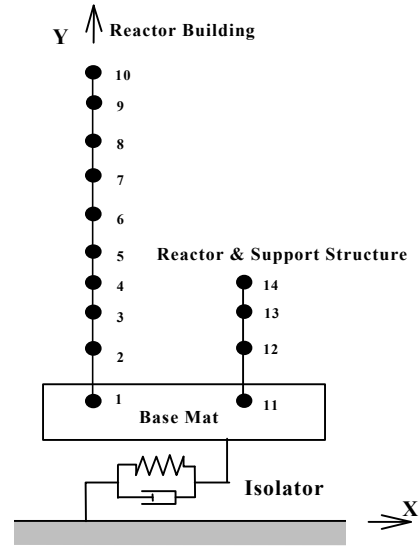 Y
Reactor Building
10
9
8
7
6
5
4
3
2
1
Reactor & Support Structure
14
13
12
11
Base Mat
Isolator
X